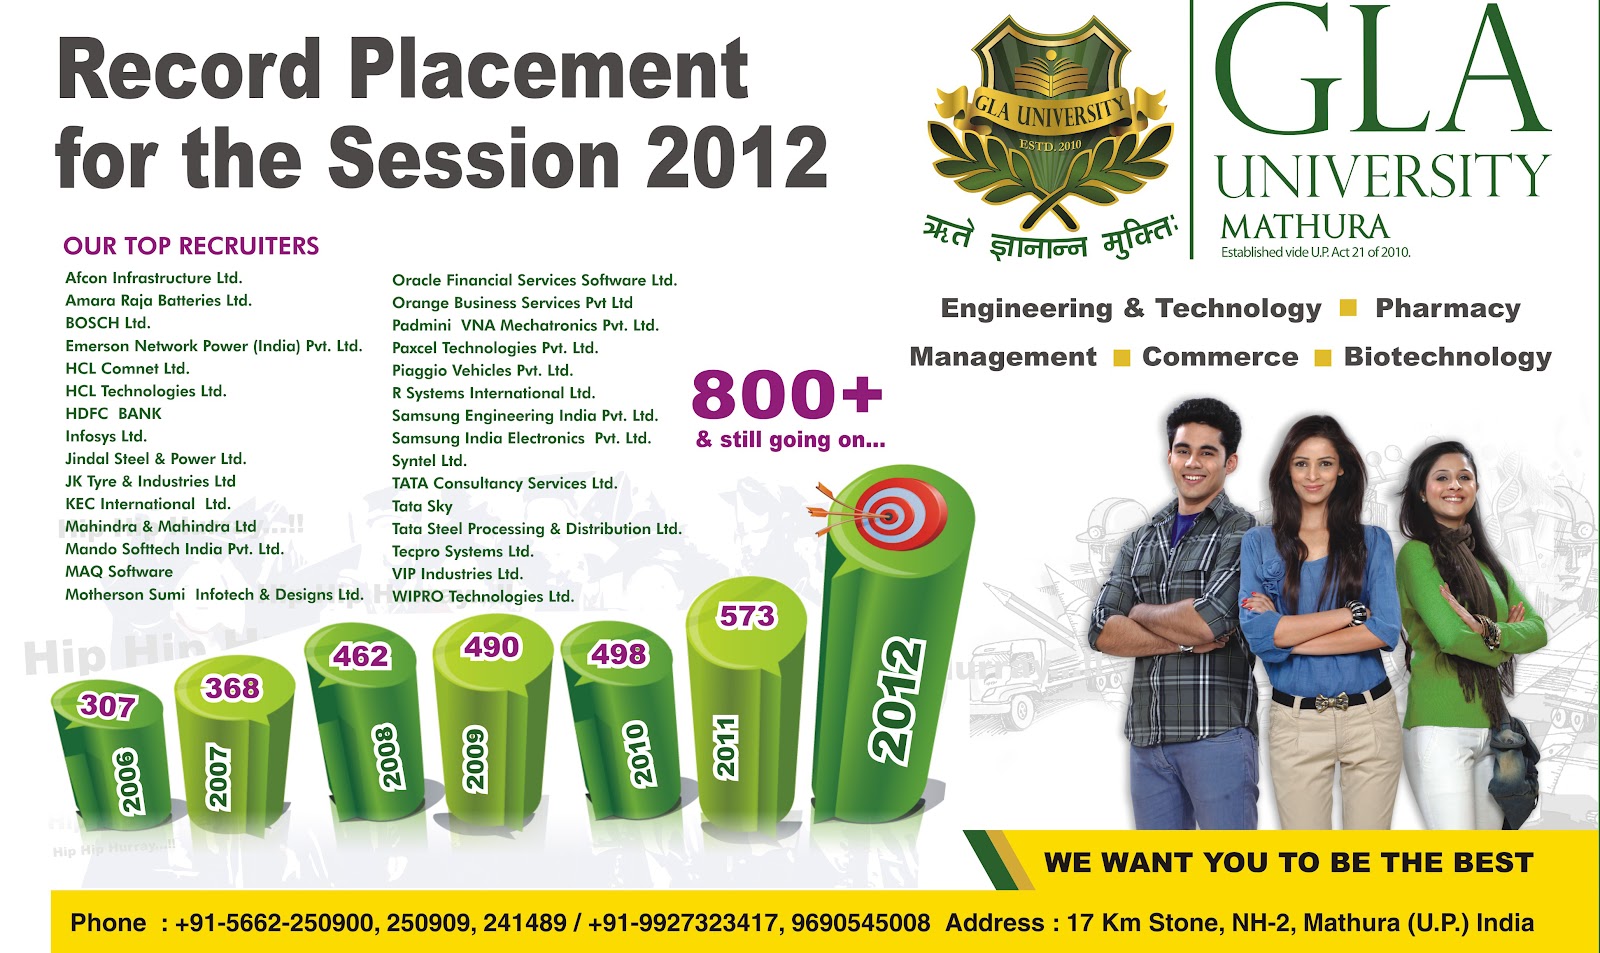 Record Placement
for the Session 2012
OUR TOP RECRUITERS
Afcon Infrastructure Ltd.
Amara Raja Batteries Ltd.
BOSCH Ltd.
Emerson Network Power (India) Pvt. Ltd.
HCL Comnet Ltd.
HCL Technologies Ltd.
HDFC BANK
Infosys Ltd.
Jindal Steel & Power Ltd.
JK Tyre & Industries Ltd
KEC International Ltd.
Mahindra & Mahindra Ltd
Mando Softtech India Pvt. Ltd.
MAQ Software
Motherson Sumi Infotech & Designs Ltd.
Oracle Financial Services Software Ltd.
Orange Business Services Pvt Ltd
Padmini VNA Mechatronics Pvt. Ltd.
Paxcel Technologies Pvt. Ltd.
Piaggio Vehicles Pvt. Ltd.
R Systems International Ltd.
Samsung Engineering India Pvt. Ltd.
Samsung India Electronics Pvt. Ltd.
Syntel Ltd.
TATA Consultancy Services Ltd.
Tata Sky
Tata Steel Processing & Distribution Ltd.
Tecpro Systems Ltd.
VIP Industries Ltd.
WIPRO Technologies Ltd.
800+
& still going on...
307
2006
368
2007
462
2008
490
2009
498
2010
573
2011
2012
Hip Hip
Hip Hip Hurray...!!
GLA UNIVERSITY
ESTD. 2010
ऋते ज्ञानान्न मुक्तिः
GLA
UNIVERSITY
MATHURA
Established vide U.P. Act 21 of 2010.
Engineering & Technology Pharmacy
Management Commerce Biotechnology
WE WANT YOU TO BE THE BEST
Phone : +91-5662-250900, 250909, 241489 / +91-9927323417, 9690545008 Address : 17 Km Stone, NH-2, Mathura (U.P.) India